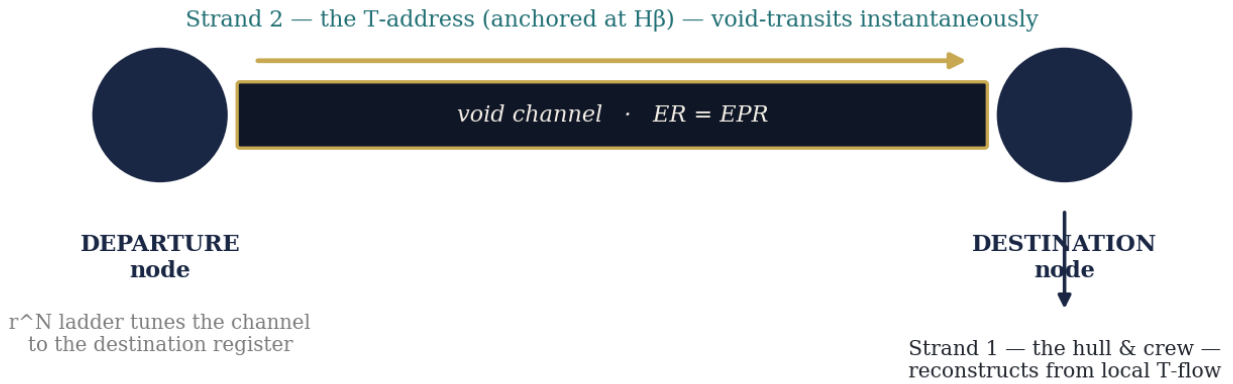 Strand 2 — the T-address (anchored at Hβ) — void-transits instantaneously
void channel · ER = EPR
DEPARTURE
node
DESTINATION
node
r^N ladder tunes the channel
to the destination register
Strand 1 — the hull & crew —
reconstructs from local T-flow